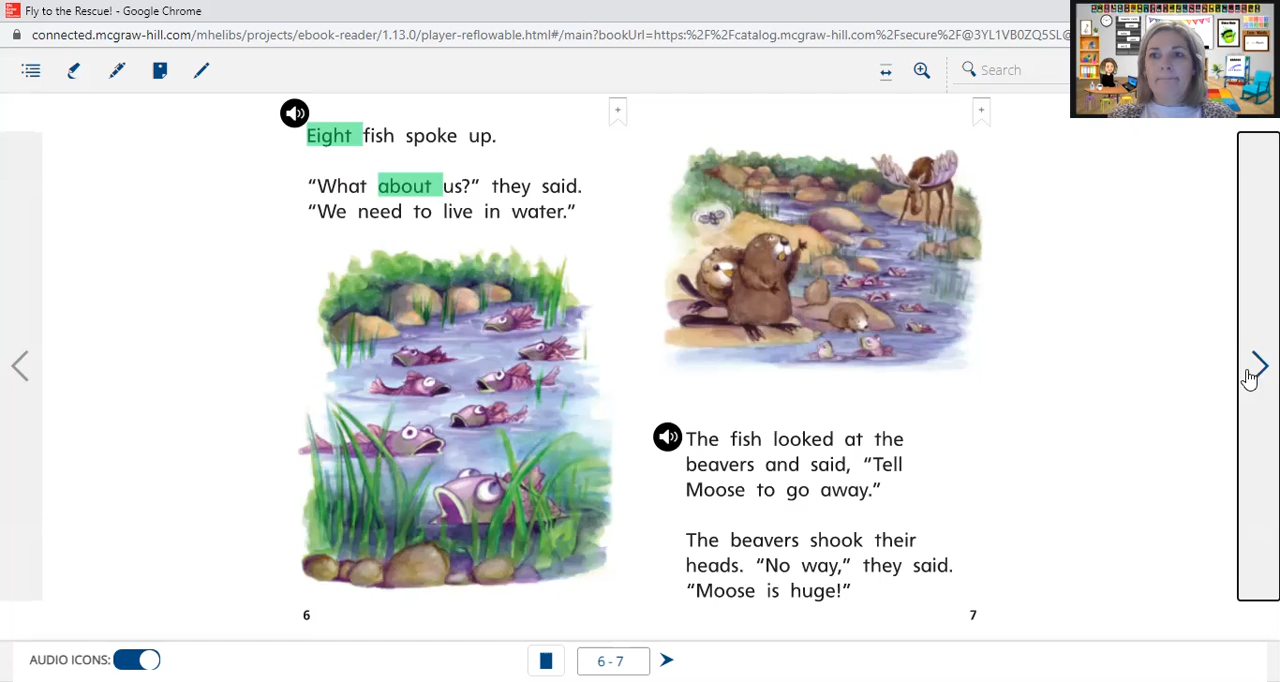 Fly to the Rescue! - Google Chrome
connected.mcgraw-hill.com/mhelibs/projects/ebook-reader/1.13.0/player-reflowable.html#/main?bookUrl=https:%2F%2Fcatalog.mcgraw-hill.com%2Fsecure%2F@3YL1VB0ZQ5SL@
Search
Eight fish spoke up.
“What about us?” they said.
“We need to live in water.”
6
The fish looked at the
beavers and said, “Tell
Moose to go away.”
The beavers shook their
heads. “No way,” they said.
“Moose is huge!”
7
AUDIO ICONS:
6 - 7